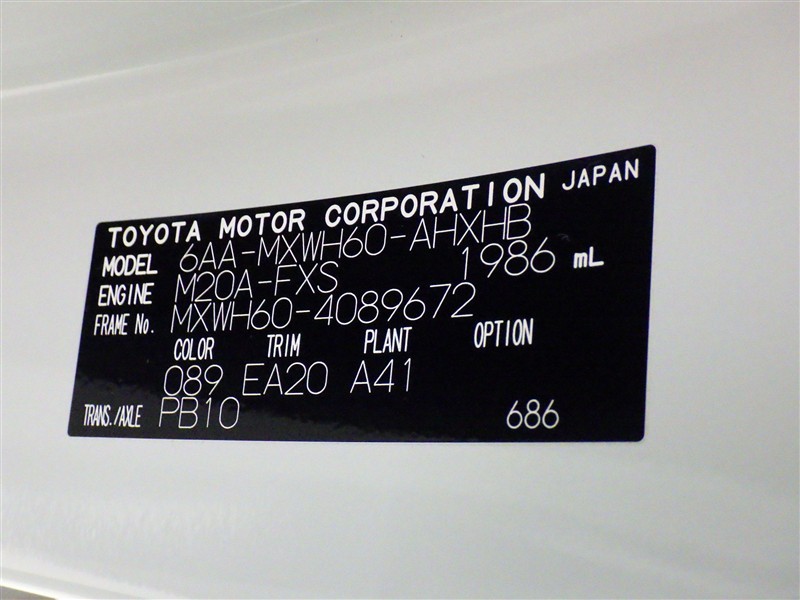 TOYOTA MOTOR CORPORATION JAPAN
MODEL 6AA-MXWH60-AHXHB
ENGINE M20A-FXS 1986 mL
FRAME No. MXWH60-4089672
COLOR TRIM PLANT OPTION
089 EA20 A41
TRANS./AXLE PB10 686